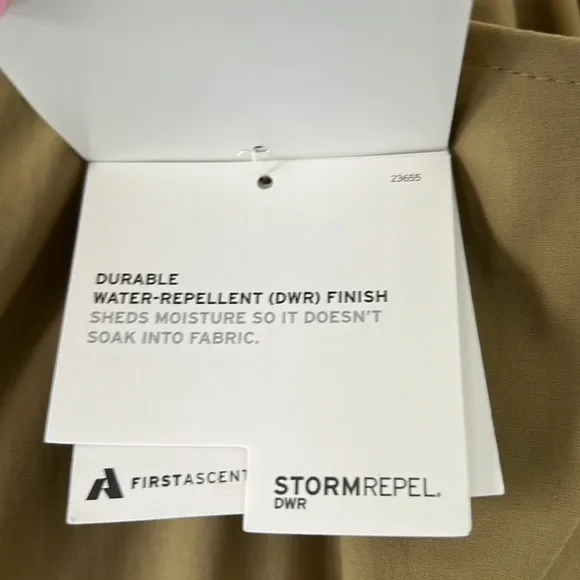 23655
DURABLE
WATER-REPELLENT (DWR) FINISH
SHEDS MOISTURE SO IT DOESN'T
SOAK INTO FABRIC.
FIRSTASCENT
STORMREPEL®
DWR